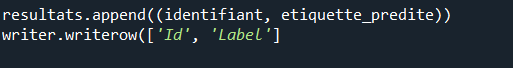 resultats.append((identifiant, etiquette_predite))
writer.writerow(['Id', 'Label']